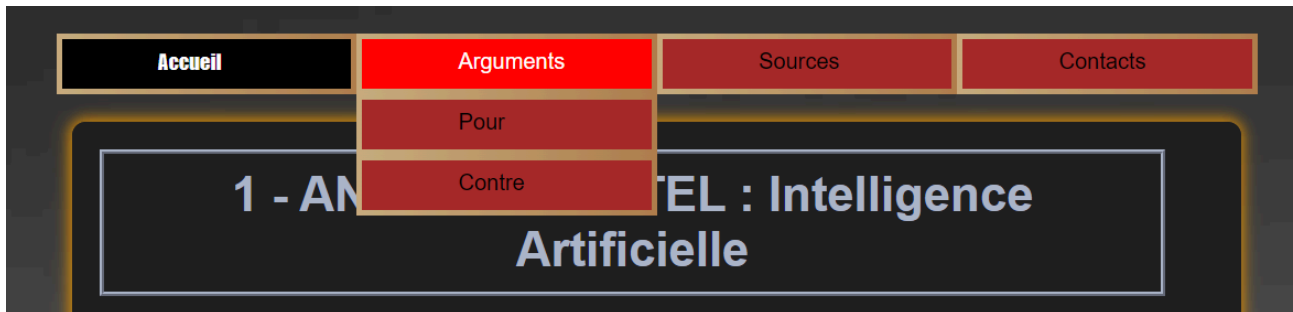 Accueil
Arguments
Sources
Contacts
Pour
Contre
1 - AN TEL : Intelligence
Artificielle